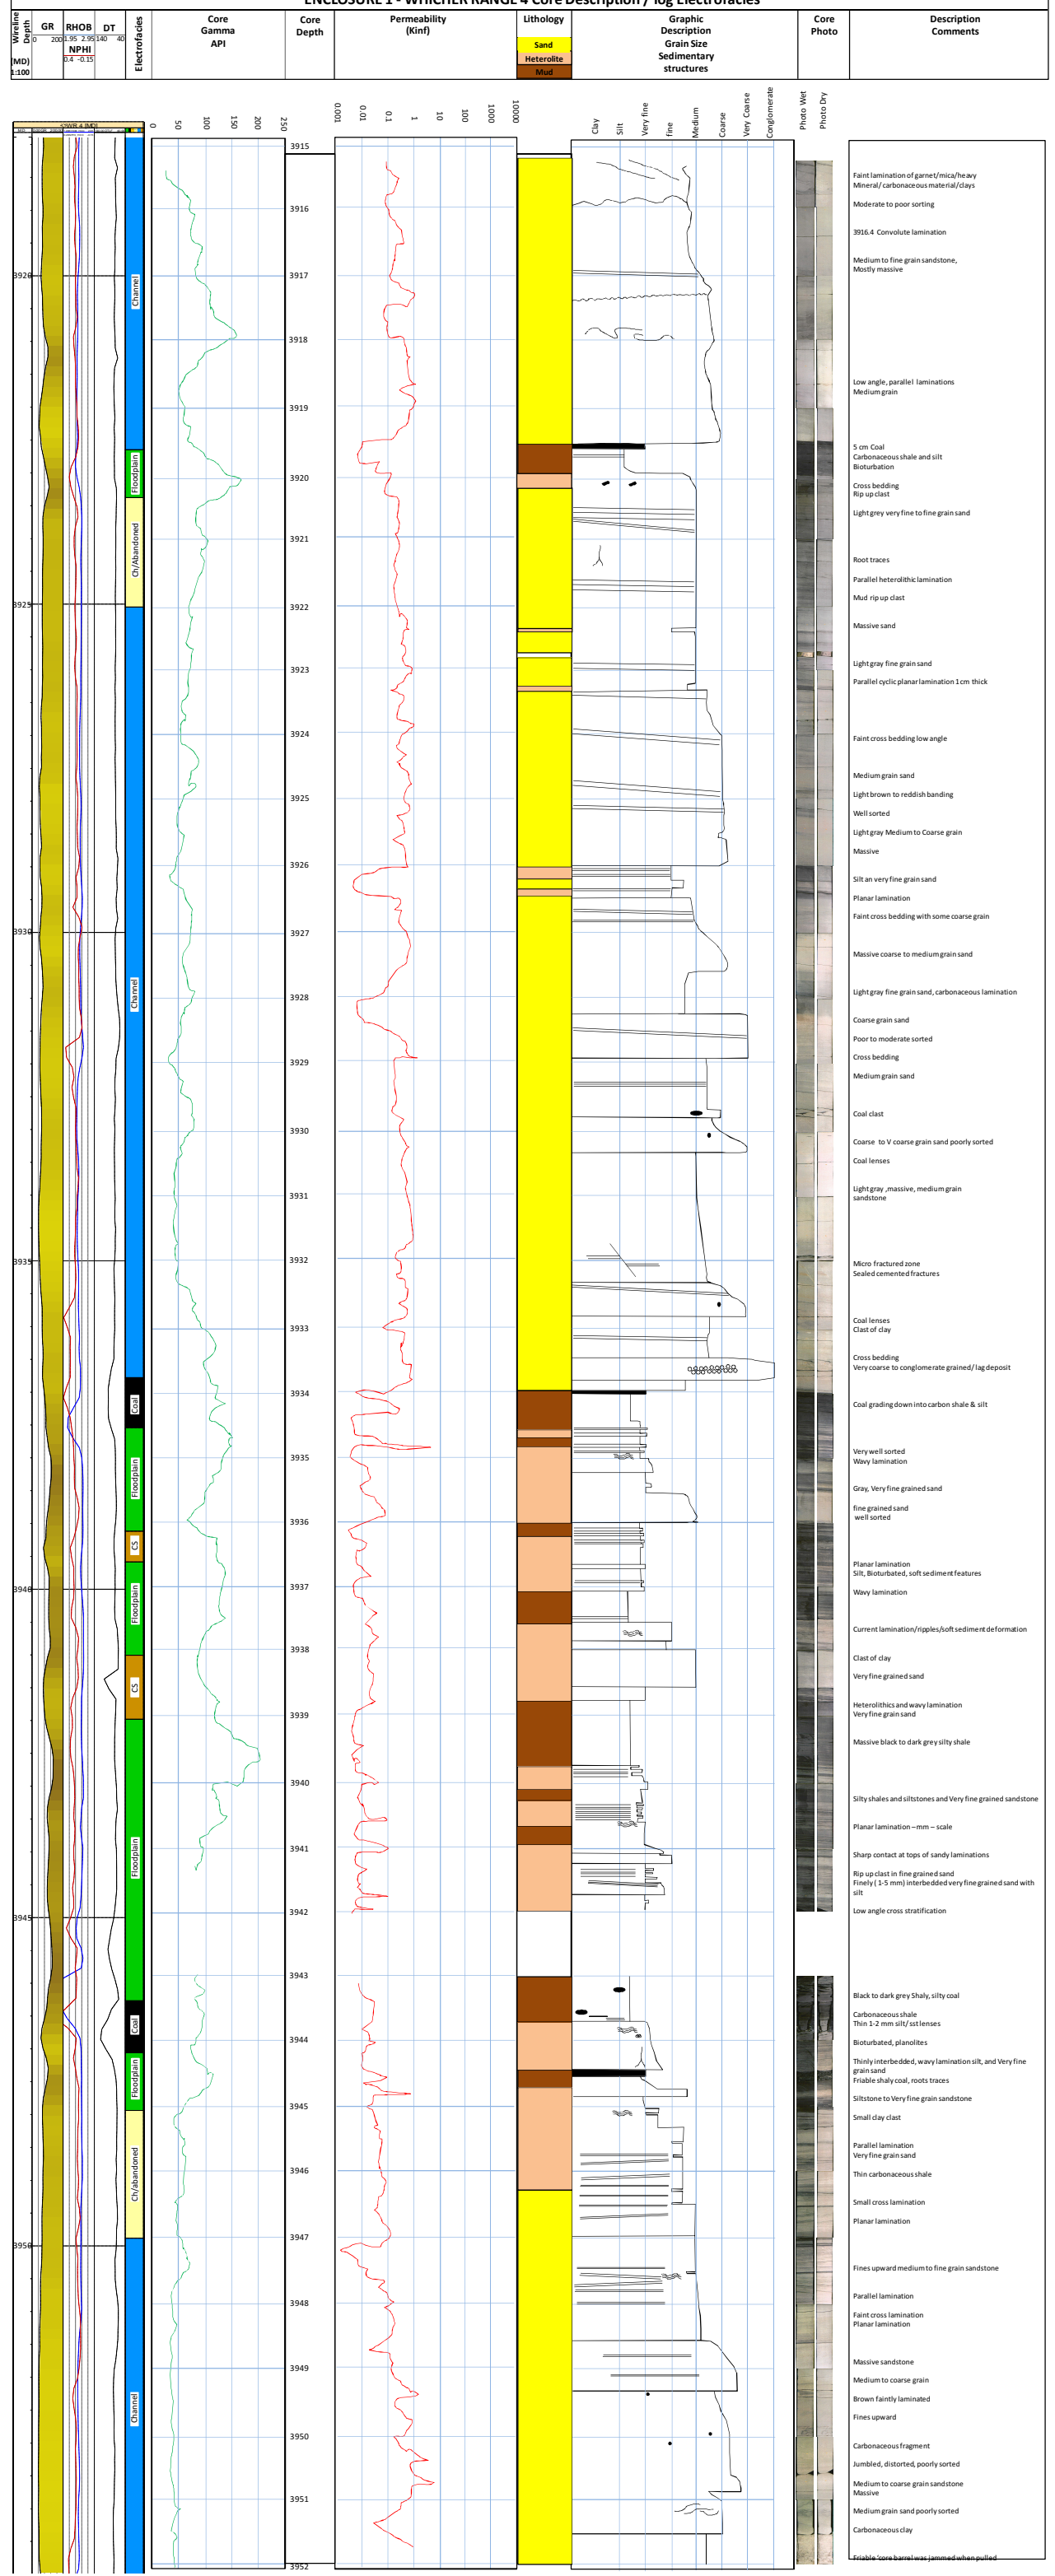 ENCLOSURE 1 - WHICHER RANGE 4 Core Description / log Electrofacies
Wireline Depth
(MD)
1:100
GR
0 200
RHOB
1.95 2.95
NPHI
0.4 -0.15
DT
140 40
Electrofacies
Core
Gamma
API
Core
Depth
Permeability
(Kinf)
Lithology
Sand
Heterolite
Mud
Graphic
Description
Grain Size
Sedimentary
structures
Core
Photo
Description
Comments
0
50
100
150
200
250
0.001
0.01
0.1
1
10
100
1000
10000
Clay
Silt
Very fine
fine
Medium
Coarse
Very Coarse
Conglomerate
Photo Wet
Photo Dry
3920
3925
3930
3935
3940
3945
3950
Channel
Floodplain
Ch/Abandoned
Channel
Coal
Floodplain
CS
Floodplain
CS
Floodplain
Coal
Floodplain
Ch/abandoned
Channel
3915
3916
3917
3918
3919
3920
3921
3922
3923
3924
3925
3926
3927
3928
3929
3930
3931
3932
3933
3934
3935
3936
3937
3938
3939
3940
3941
3942
3943
3944
3945
3946
3947
3948
3949
3950
3951
3952
Faint lamination of garnet/mica/heavy
Mineral/ carbonaceous material/clays
Moderate to poor sorting
3916.4 Convolute lamination
Medium to fine grain sandstone,
Mostly massive
Low angle, parallel laminations
Medium grain
5 cm Coal
Carbonaceous shale and silt
Bioturbation
Cross bedding
Rip up clast
Light grey very fine to fine grain sand
Root traces
Parallel heterolithic lamination
Mud rip up clast
Massive sand
Light gray fine grain sand
Parallel cyclic planar lamination 1cm thick
Faint cross bedding low angle
Medium grain sand
Light brown to reddish banding
Well sorted
Light gray Medium to Coarse grain
Massive
Silt an very fine grain sand
Planar lamination
Faint cross bedding with some coarse grain
Massive coarse to medium grain sand
Light gray fine grain sand, carbonaceous lamination
Coarse grain sand
Poor to moderate sorted
Cross bedding
Medium grain sand
Coal clast
Coarse to V coarse grain sand poorly sorted
Coal lenses
Light gray ,massive, medium grain
sandstone
Micro fractured zone
Sealed cemented fractures
Coal lenses
Clast of clay
Cross bedding
Very coarse to conglomerate grained/ lag deposit
Coal grading down into carbon shale & silt
Very well sorted
Wavy lamination
Gray, Very fine grained sand
fine grained sand
well sorted
Planar lamination
Silt, Bioturbated, soft sediment features
Wavy lamination
Current lamination/ripples/soft sediment deformation
Clast of clay
Very fine grained sand
Heterolithics and wavy lamination
Very fine grain sand
Massive black to dark grey silty shale
Silty shales and siltstones and Very fine grained sandstone
Planar lamination – mm – scale
Sharp contact at tops of sandy laminations
Rip up clast in fine grained sand
Finely ( 1-5 mm) interbedded very fine grained sand with
silt
Low angle cross stratification
Black to dark grey Shaly, silty coal
Carbonaceous shale
Thin 1-2 mm silt/ sst lenses
Bioturbated, planolites
Thinly interbedded, wavy lamination silt, and Very fine
grain sand
Friable shaly coal, roots traces
Siltstone to Very fine grain sandstone
Small clay clast
Parallel lamination
Very fine grain sand
Thin carbonaceous shale
Small cross lamination
Planar lamination
Fines upward medium to fine grain sandstone
Parallel lamination
Faint cross lamination
Planar lamination
Massive sandstone
Medium to coarse grain
Brown faintly laminated
Fines upward
Carbonaceous fragment
Jumbled, distorted, poorly sorted
Medium to coarse grain sandstone
Massive
Medium grain sand poorly sorted
Carbonaceous clay
Friable 'core barrel was jammed when pulled